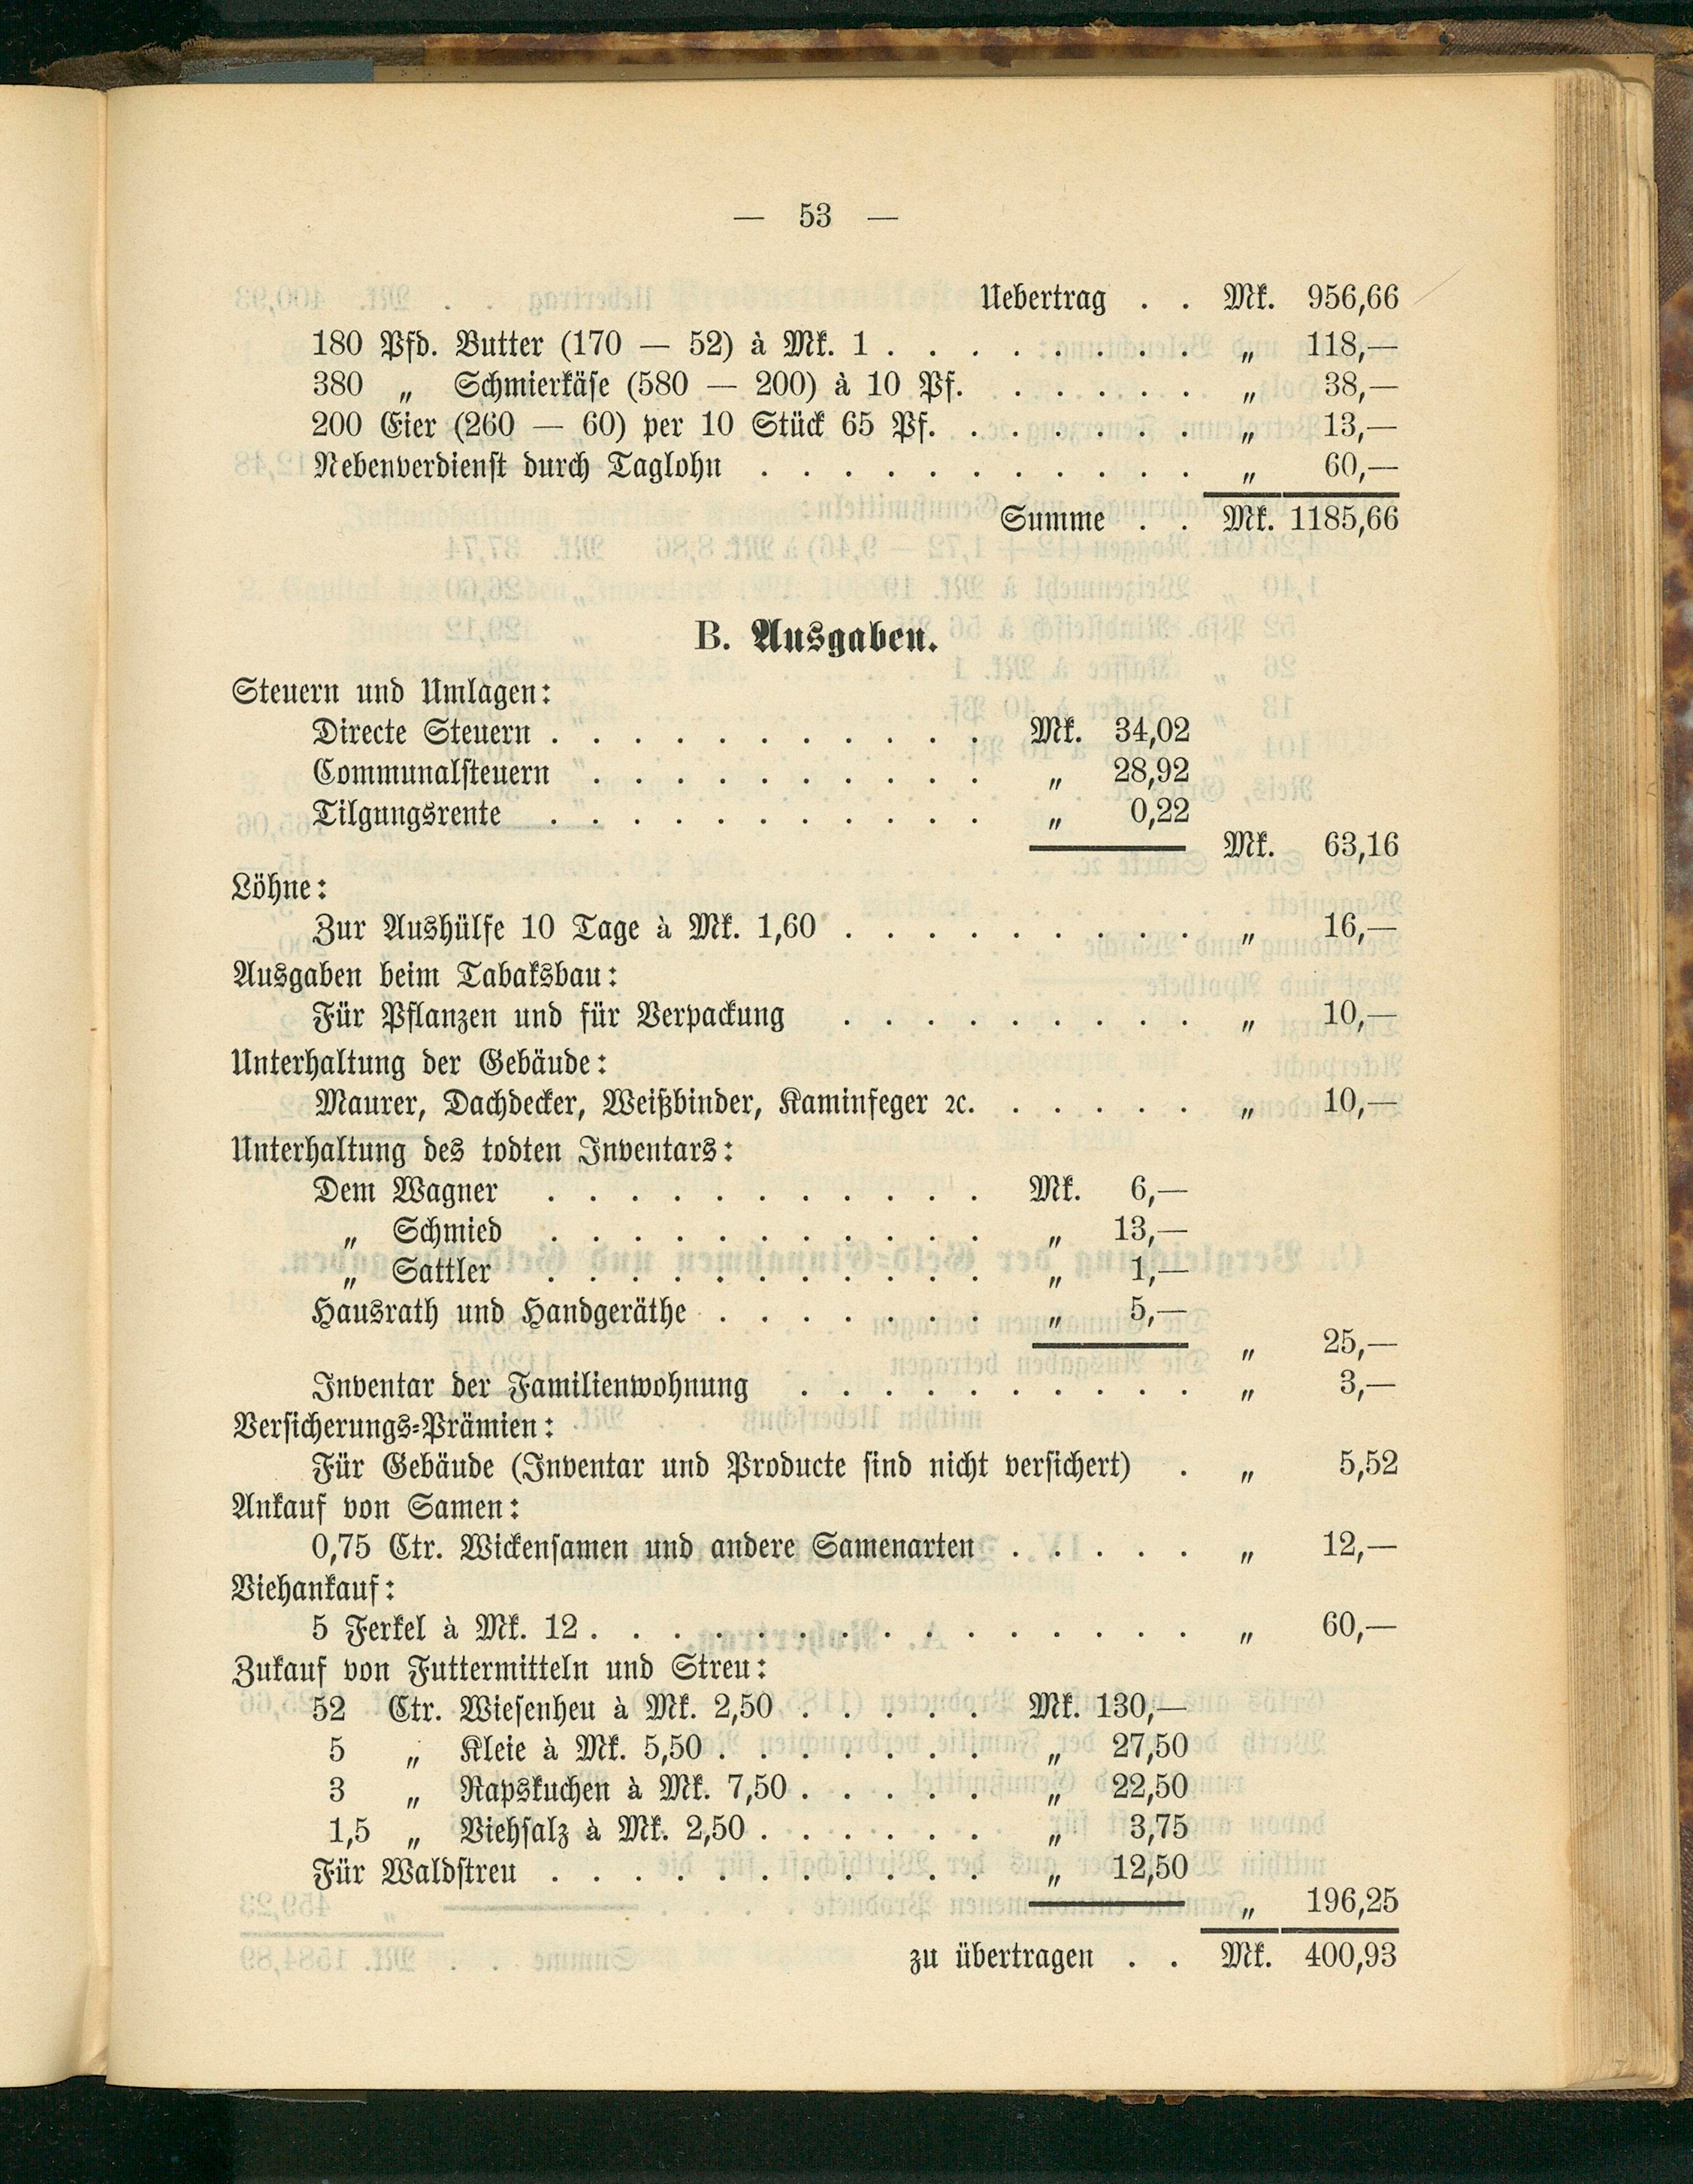 — 53 —
Uebertrag . . Mk. 956,66
180 Pfd. Butter (170 — 52) à Mk. 1 . . . . . . . . „ 118,—
380 „ Schmierkäse (580 — 200) à 10 Pf. . . . . . . „ 38,—
200 Eier (260 — 60) per 10 Stück 65 Pf. . . . . . . „ 13,—
Nebenverdienst durch Taglohn . . . . . . . . . . . „ 60,—
Summe . . Mk. 1185,66
B. Ausgaben.
Steuern und Umlagen:
Directe Steuern . . . . . . . . . . . Mk. 34,02
Communalsteuern . . . . . . . . . . „ 28,92
Tilgungsrente . . . . . . . . . . . „ 0,22
Mk. 63,16
Löhne:
Zur Aushülfe 10 Tage à Mk. 1,60 . . . . . . . . . „ 16,—
Ausgaben beim Tabaksbau:
Für Pflanzen und für Verpackung . . . . . . . . . „ 10,—
Unterhaltung der Gebäude:
Maurer, Dachdecker, Weißbinder, Kaminfeger ꝛc. . . . . . „ 10,—
Unterhaltung des todten Inventars:
Dem Wagner . . . . . . . . . . . Mk. 6,—
„ Schmied . . . . . . . . . . . „ 13,—
„ Sattler . . . . . . . . . . . „ 1,—
Hausrath und Handgeräthe . . . . . . . „ 5,—
„ 25,—
Inventar der Familienwohnung . . . . . . . . . . „ 3,—
Versicherungs-Prämien:
Für Gebäude (Inventar und Producte sind nicht versichert) . „ 5,52
Ankauf von Samen:
0,75 Ctr. Wickensamen und andere Samenarten . . . . . „ 12,—
Viehankauf:
5 Ferkel à Mk. 12 . . . . . . . . . . . . . . . „ 60,—
Zukauf von Futtermitteln und Streu:
52 Ctr. Wiesenheu à Mk. 2,50 . . . . . Mk. 130,—
5 „ Kleie à Mk. 5,50 . . . . . . . „ 27,50
3 „ Rapskuchen à Mk. 7,50 . . . . . „ 22,50
1,5 „ Viehsalz à Mk. 2,50 . . . . . . „ 3,75
Für Waldstreu . . . . . . . . . . . „ 12,50
„ 196,25
zu übertragen . . Mk. 400,93